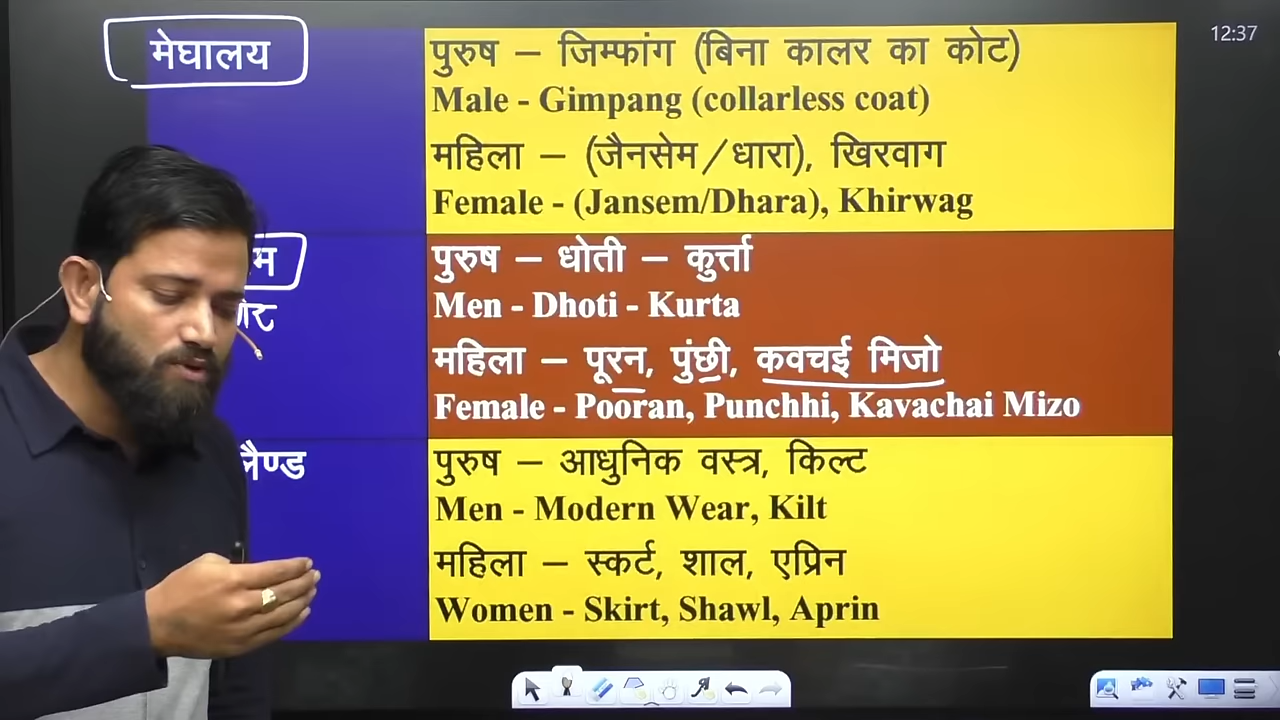 12:37
मेघालय
पुरुष – जिम्फांग (बिना कालर का कोट)
Male - Gimpang (collarless coat)
महिला – (जैनसेम/धारा), खिरवाग
Female - (Jansem/Dhara), Khirwag
पुरुष – धोती – कुर्त्ता
Men - Dhoti - Kurta
महिला – पूरन, पुंछी, कवचई मिजो
Female - Pooran, Punchhi, Kavachai Mizo
पुरुष – आधुनिक वस्त्र, किल्ट
Men - Modern Wear, Kilt
महिला – स्कर्ट, शाल, एप्रिन
Women - Skirt, Shawl, Aprin